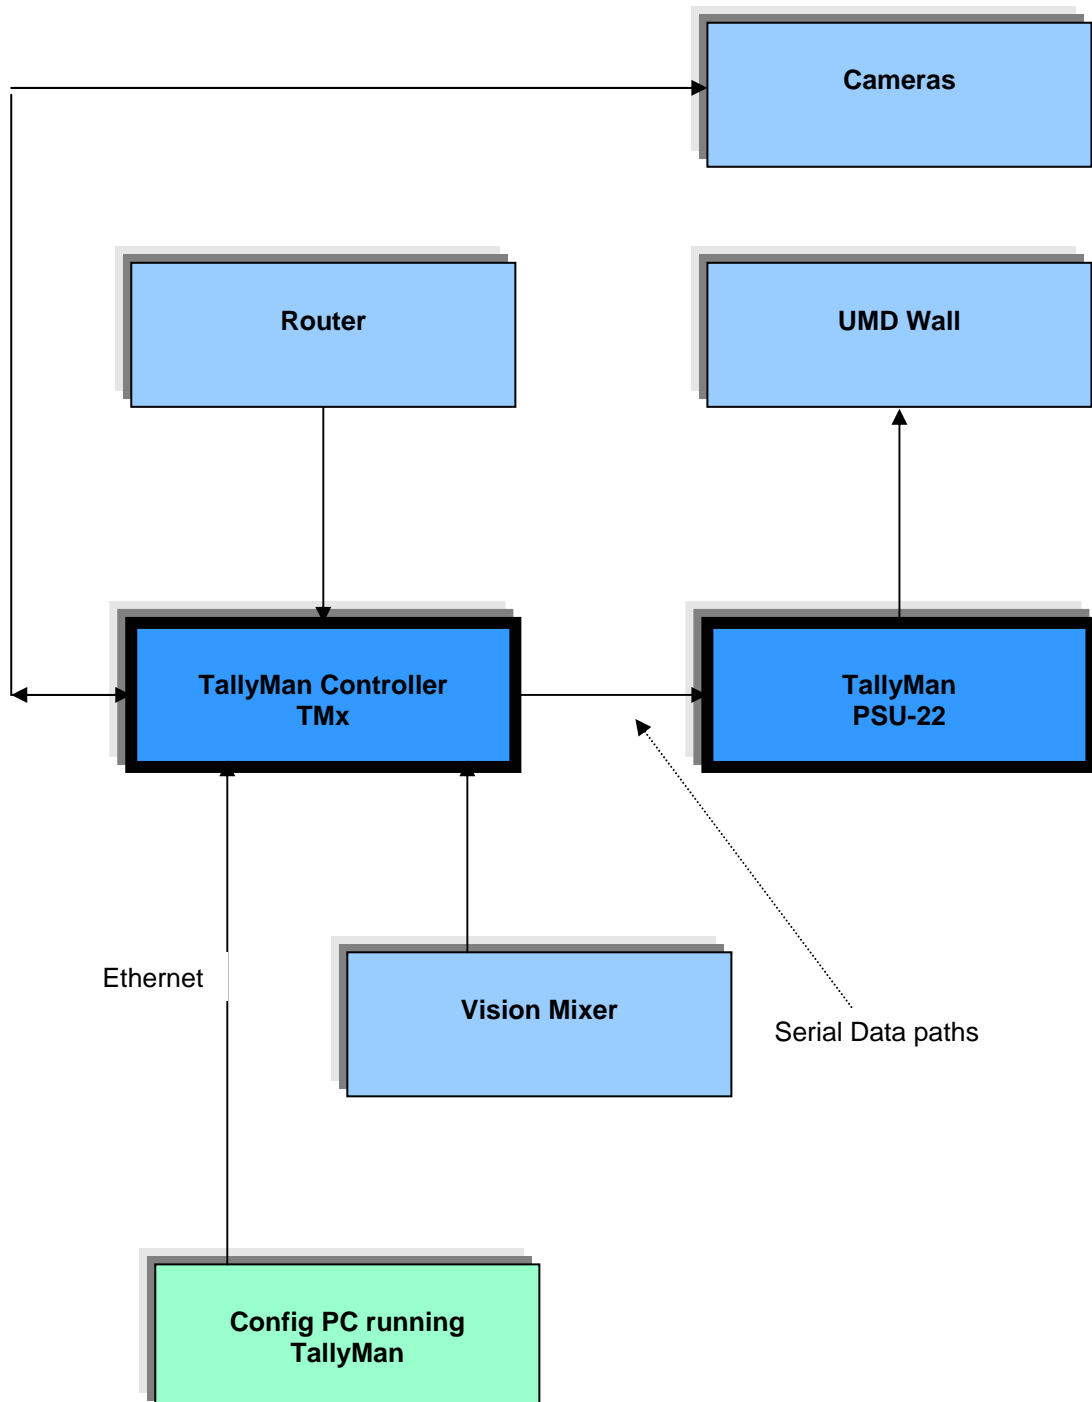 Cameras
Router
UMD Wall
TallyMan Controller
TMx
TallyMan
PSU-22
Ethernet
Vision Mixer
Serial Data paths
Config PC running
TallyMan